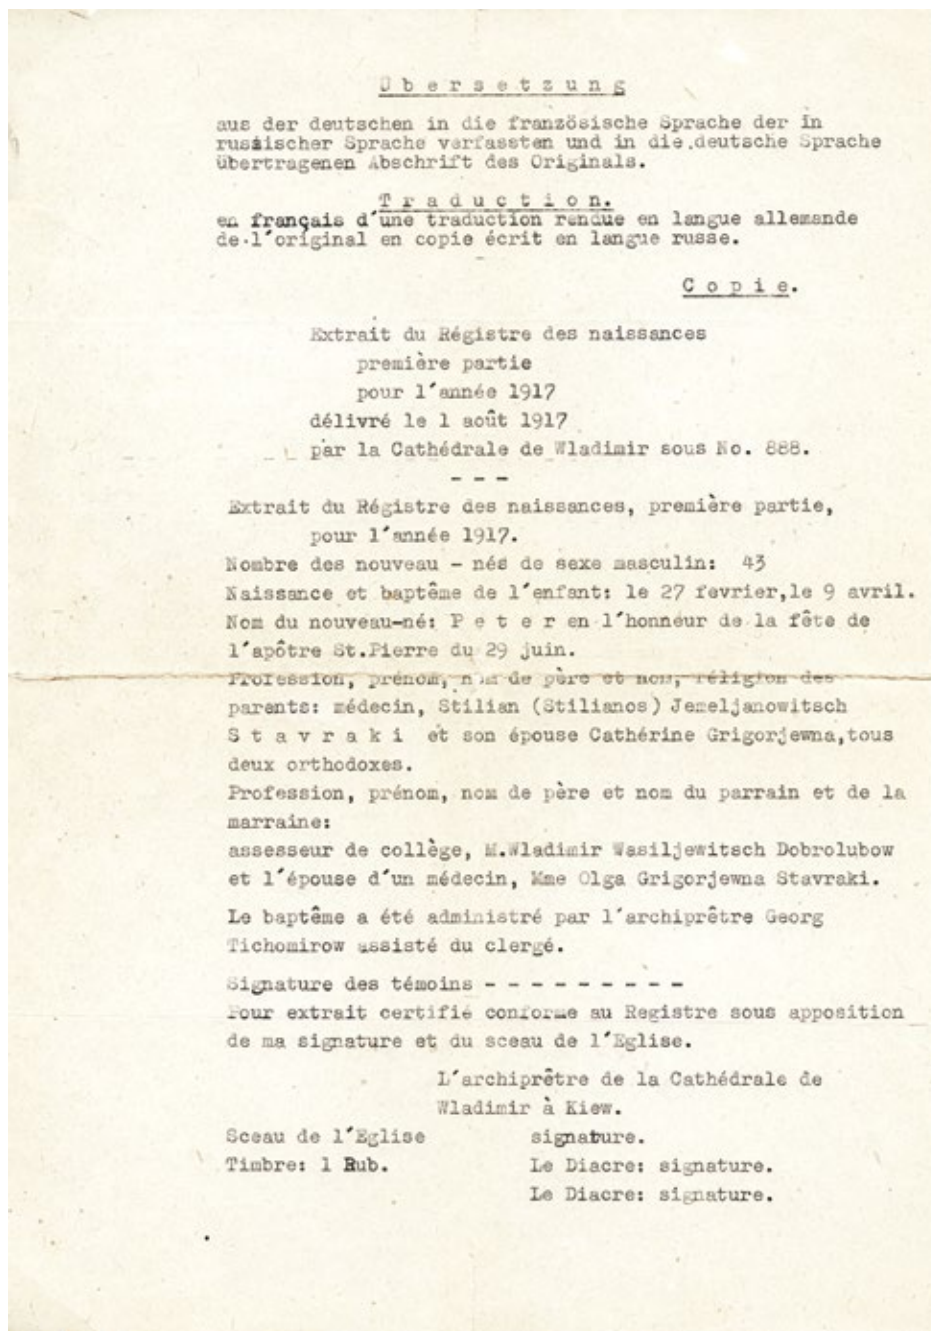 Übersetzung
aus der deutschen in die französische Sprache der in
russischer Sprache verfassten und in die deutsche Sprache
übertragenen Abschrift des Originals.
Traduction.
en français d'une traduction rendue en langue allemande
de l'original en copie écrit en langue russe.
Copie.
Extrait du Régistre des naissances
première partie
pour l'année 1917
délivré le 1 août 1917
par la Cathédrale de Wladimir sous No. 888.
- - -
Extrait du Régistre des naissances, première partie,
pour l'année 1917.
Nombre des nouveau - nés de sexe masculin: 43
Naissance et baptême de l'enfant: le 27 fevrier,le 9 avril.
Nom du nouveau-né: P e t e r en l'honneur de la fête de
l'apôtre St.Pierre du 29 juin.
Profession, prénom, nom de père et nom, réligion des
parents: médecin, Stilian (Stilianos) Jemeljanowitsch
S t a v r a k i et son épouse Cathérine Grigorjewna,tous
deux orthodoxes.
Profession, prénom, nom de père et nom du parrain et de la
marraine:
assesseur de collège, M.Wladimir Wasiljewitsch Dobrolubow
et l'épouse d'un médecin, Mme Olga Grigorjewna Stavraki.
Le baptême a été administré par l'archiprêtre Georg
Tichomirow assisté du clergé.
Signature des témoins - - - - - - - - -
Pour extrait certifié conforme au Registre sous apposition
de ma signature et du sceau de l'Eglise.
L'archiprêtre de la Cathédrale de
Wladimir à Kiew.
Sceau de l'Eglise signature.
Timbre: 1 Rub. Le Diacre: signature.
Le Diacre: signature.